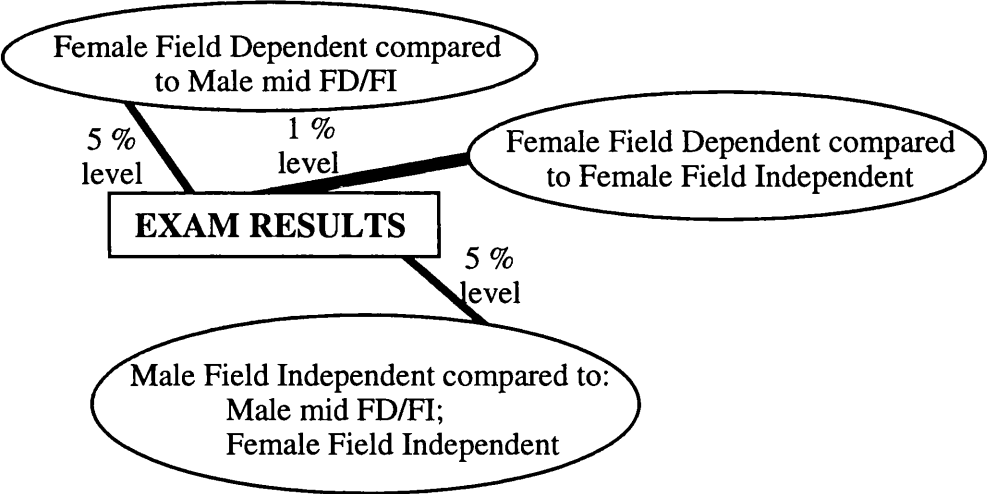 Female Field Dependent compared
to Male mid FD/FI
5 %
level
1 %
level
Female Field Dependent compared
to Female Field Independent
EXAM RESULTS
5 %
level
Male Field Independent compared to:
Male mid FD/FI;
Female Field Independent